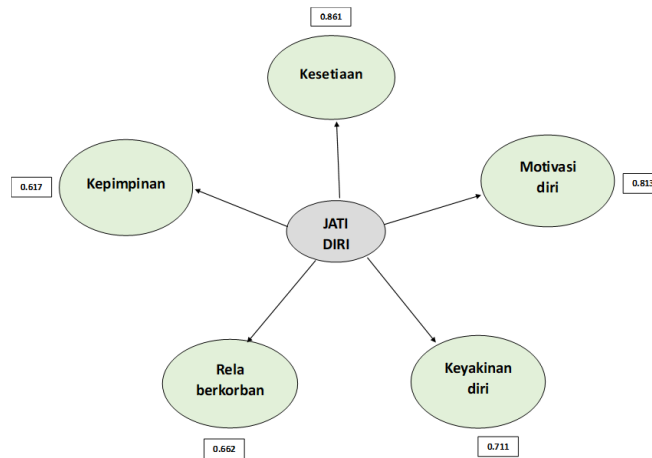 0.861
Kesetiaan
Motivasi
diri
0.813
Kepimpinan
0.617
JATI
DIRI
Rela
berkorban
0.662
Keyakinan
diri
0.711